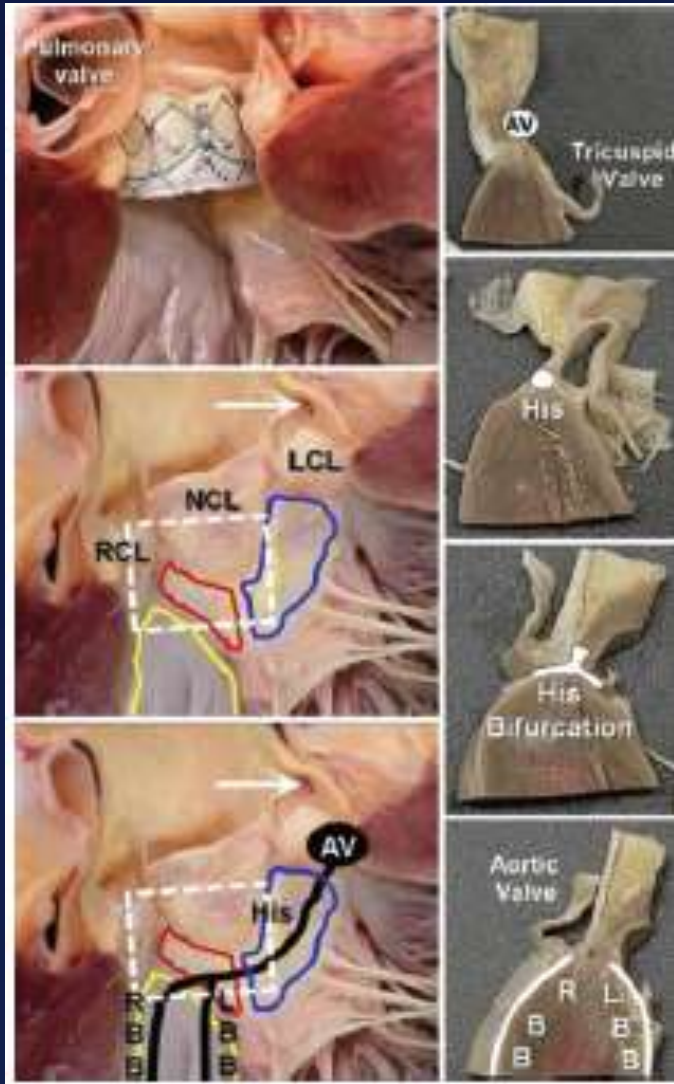 Pulmonary
valve
LCL
NCL
RCL
AV
His
R L
B B
B B
AV
Tricuspid
Valve
His
His
Bifurcation
Aortic
Valve
R L
B B
B B